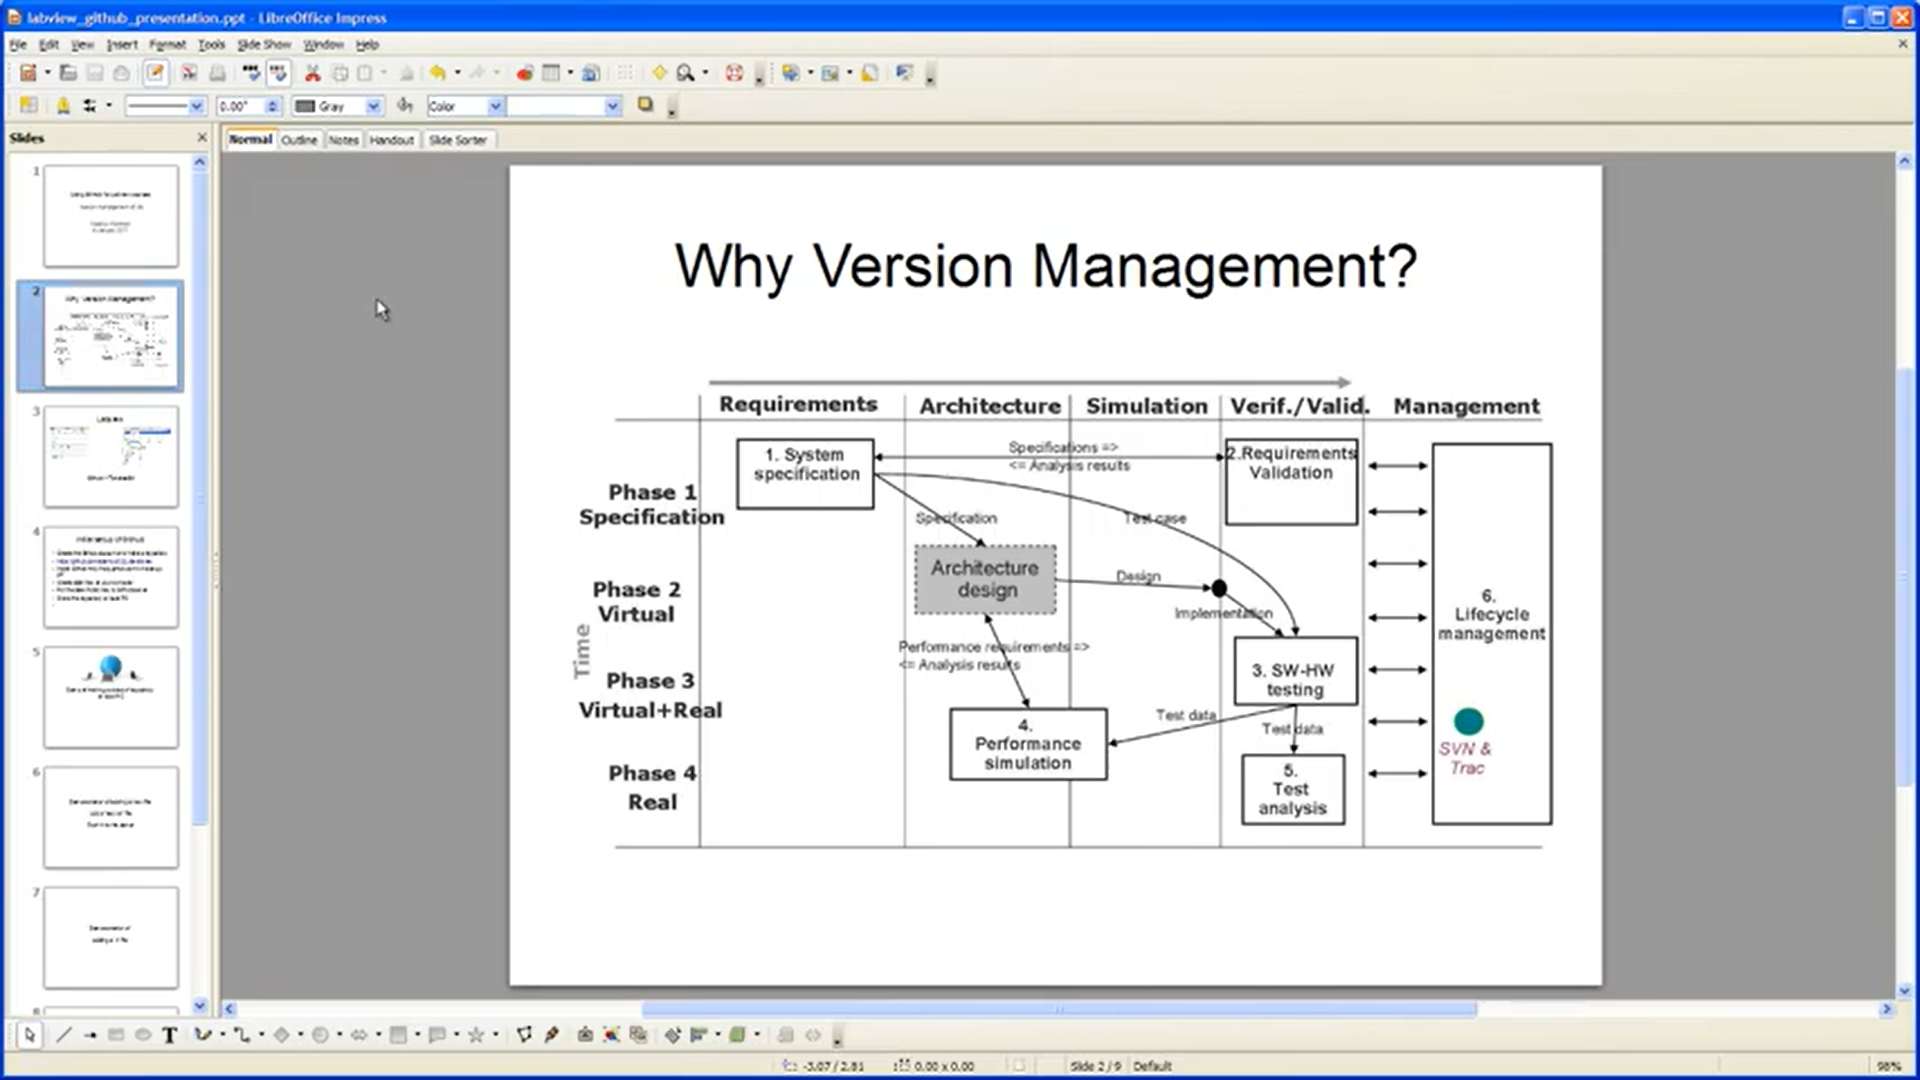 labview_github_presentation.ppt - LibreOffice Impress
File Edit View Insert Format Tools Slide Show Window Help
0.00" Gray Color
Slides
Normal Outline Notes Handout Slide Sorter
1
2
Why Version Management?
3
4
5
6
7
8
Why Version Management?
Requirements Architecture Simulation Verif./Valid. Management
1. System
specification
Specifications =>
<= Analysis results
2.Requirements
Validation
Phase 1
Specification
Specification
Test case
Architecture
design
Design
Implementation
Phase 2
Virtual
Time
6.
Lifecycle
management
Performance requirements =>
<= Analysis results
3. SW-HW
testing
Phase 3
Virtual+Real
4.
Performance
simulation
Test data
Test data
SVN &
Trac
Phase 4
Real
5.
Test
analysis
-3.07 / 2.81 0.00 x 0.00 Slide 2 / 9 Default 98%